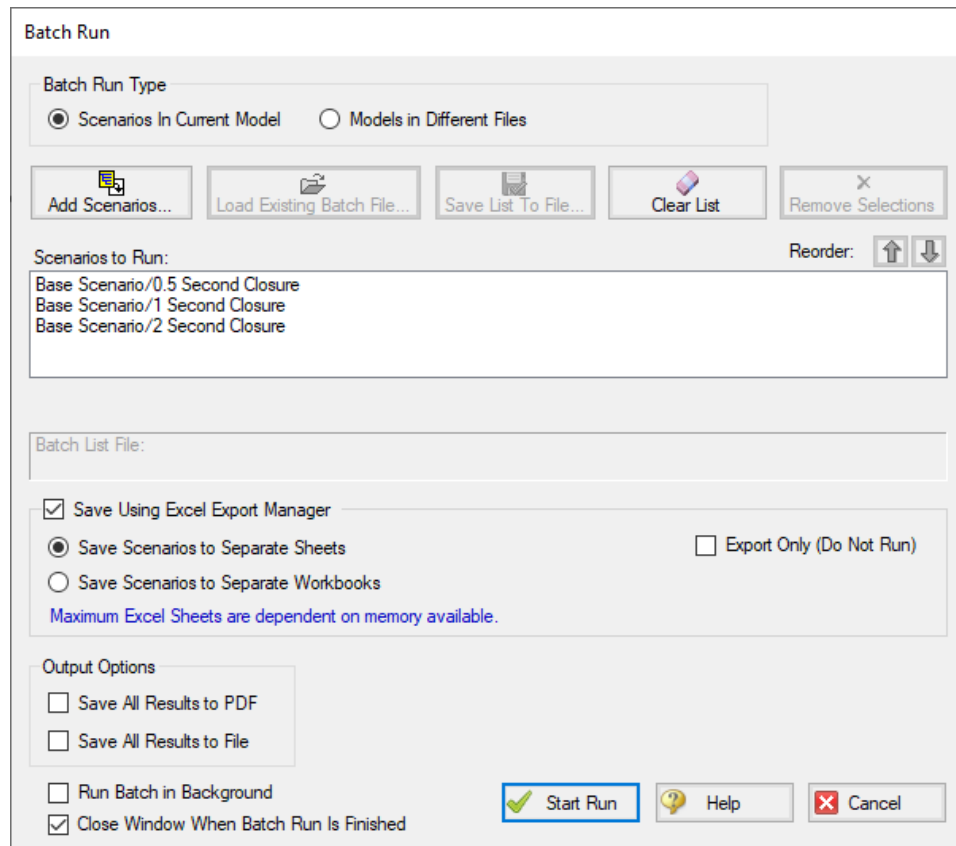 Batch Run
Batch Run Type
Scenarios In Current Model
Models in Different Files
Add Scenarios...
Load Existing Batch File...
Save List To File...
Clear List
Remove Selections
Scenarios to Run:
Reorder:
Base Scenario/0.5 Second Closure
Base Scenario/1 Second Closure
Base Scenario/2 Second Closure
Batch List File:
Save Using Excel Export Manager
Save Scenarios to Separate Sheets
Export Only (Do Not Run)
Save Scenarios to Separate Workbooks
Maximum Excel Sheets are dependent on memory available.
Output Options
Save All Results to PDF
Save All Results to File
Run Batch in Background
Close Window When Batch Run Is Finished
Start Run
Help
Cancel